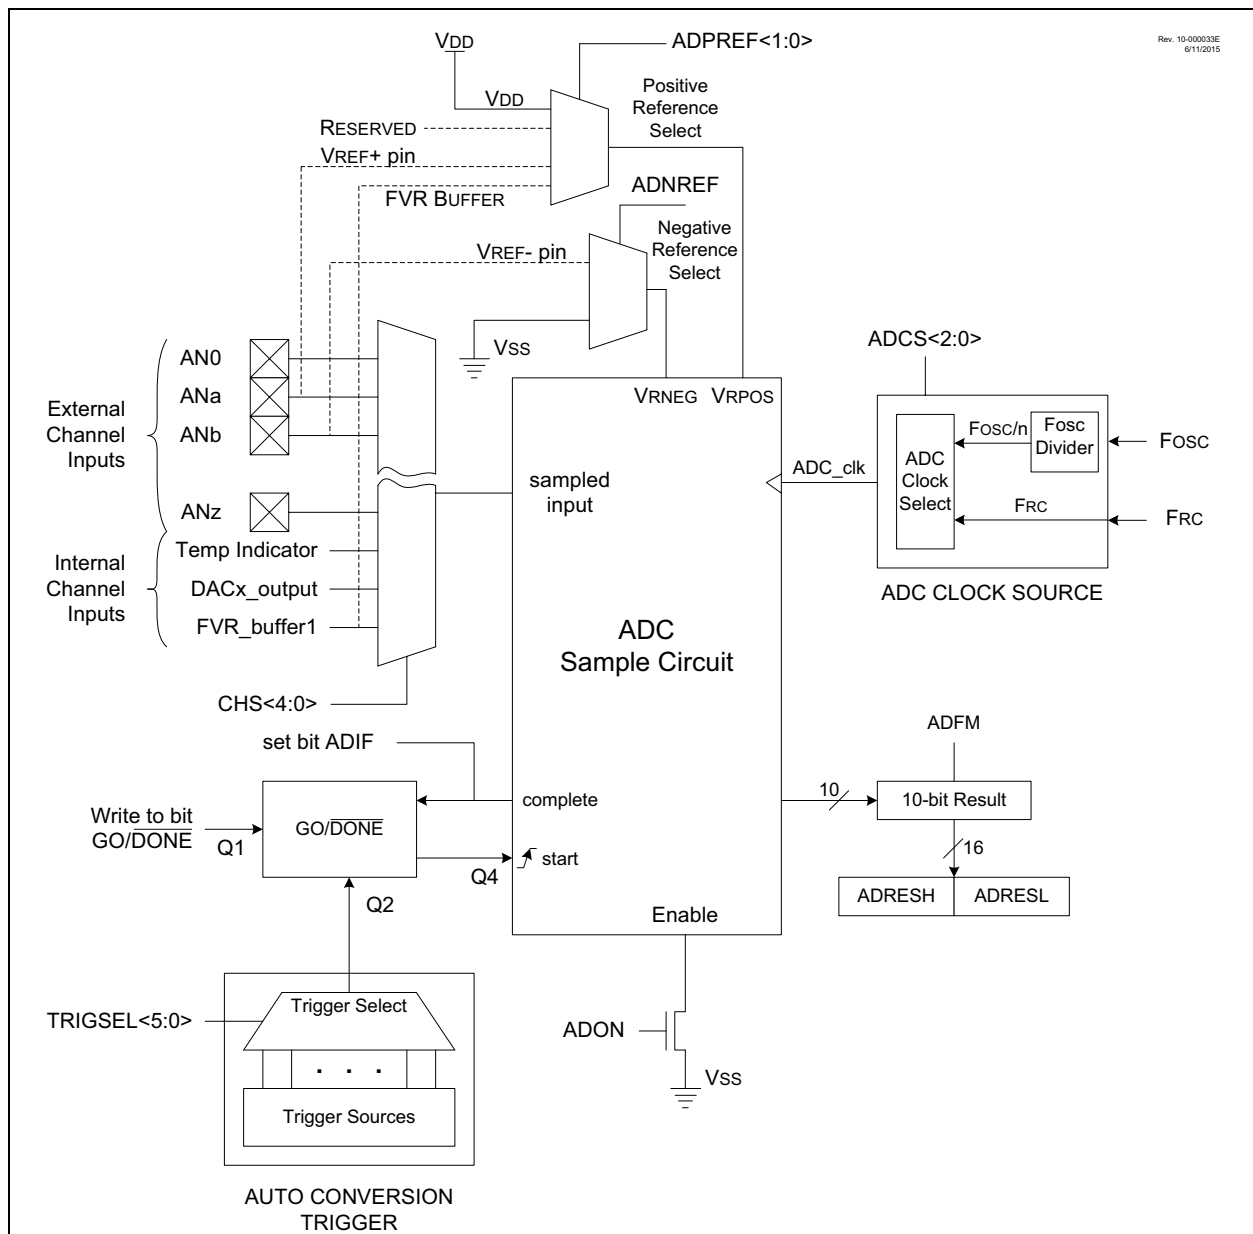 Rev. 10-000033E
6/11/2015
VDD
ADPREF<1:0>
VDD
Positive
Reference
Select
RESERVED
VREF+ pin
FVR BUFFER
ADNREF
VREF- pin
Negative
Reference
Select
VSS
External
Channel
Inputs
AN0
ANa
ANb
ANz
Internal
Channel
Inputs
Temp Indicator
DACx_output
FVR_buffer1
CHS<4:0>
VRNEG VRPOS
sampled
input
ADC_clk
ADC
Sample Circuit
ADCS<2:0>
ADC
Clock
Select
FOSC/n
Fosc
Divider
FOSC
FRC
FRC
ADC CLOCK SOURCE
set bit ADIF
complete
Write to bit
GO/DONE
Q1
GO/DONE
Q4
start
Q2
Enable
10
ADFM
10-bit Result
16
ADRESH ADRESL
TRIGSEL<5:0>
Trigger Select
. . .
Trigger Sources
AUTO CONVERSION
TRIGGER
ADON
VSS